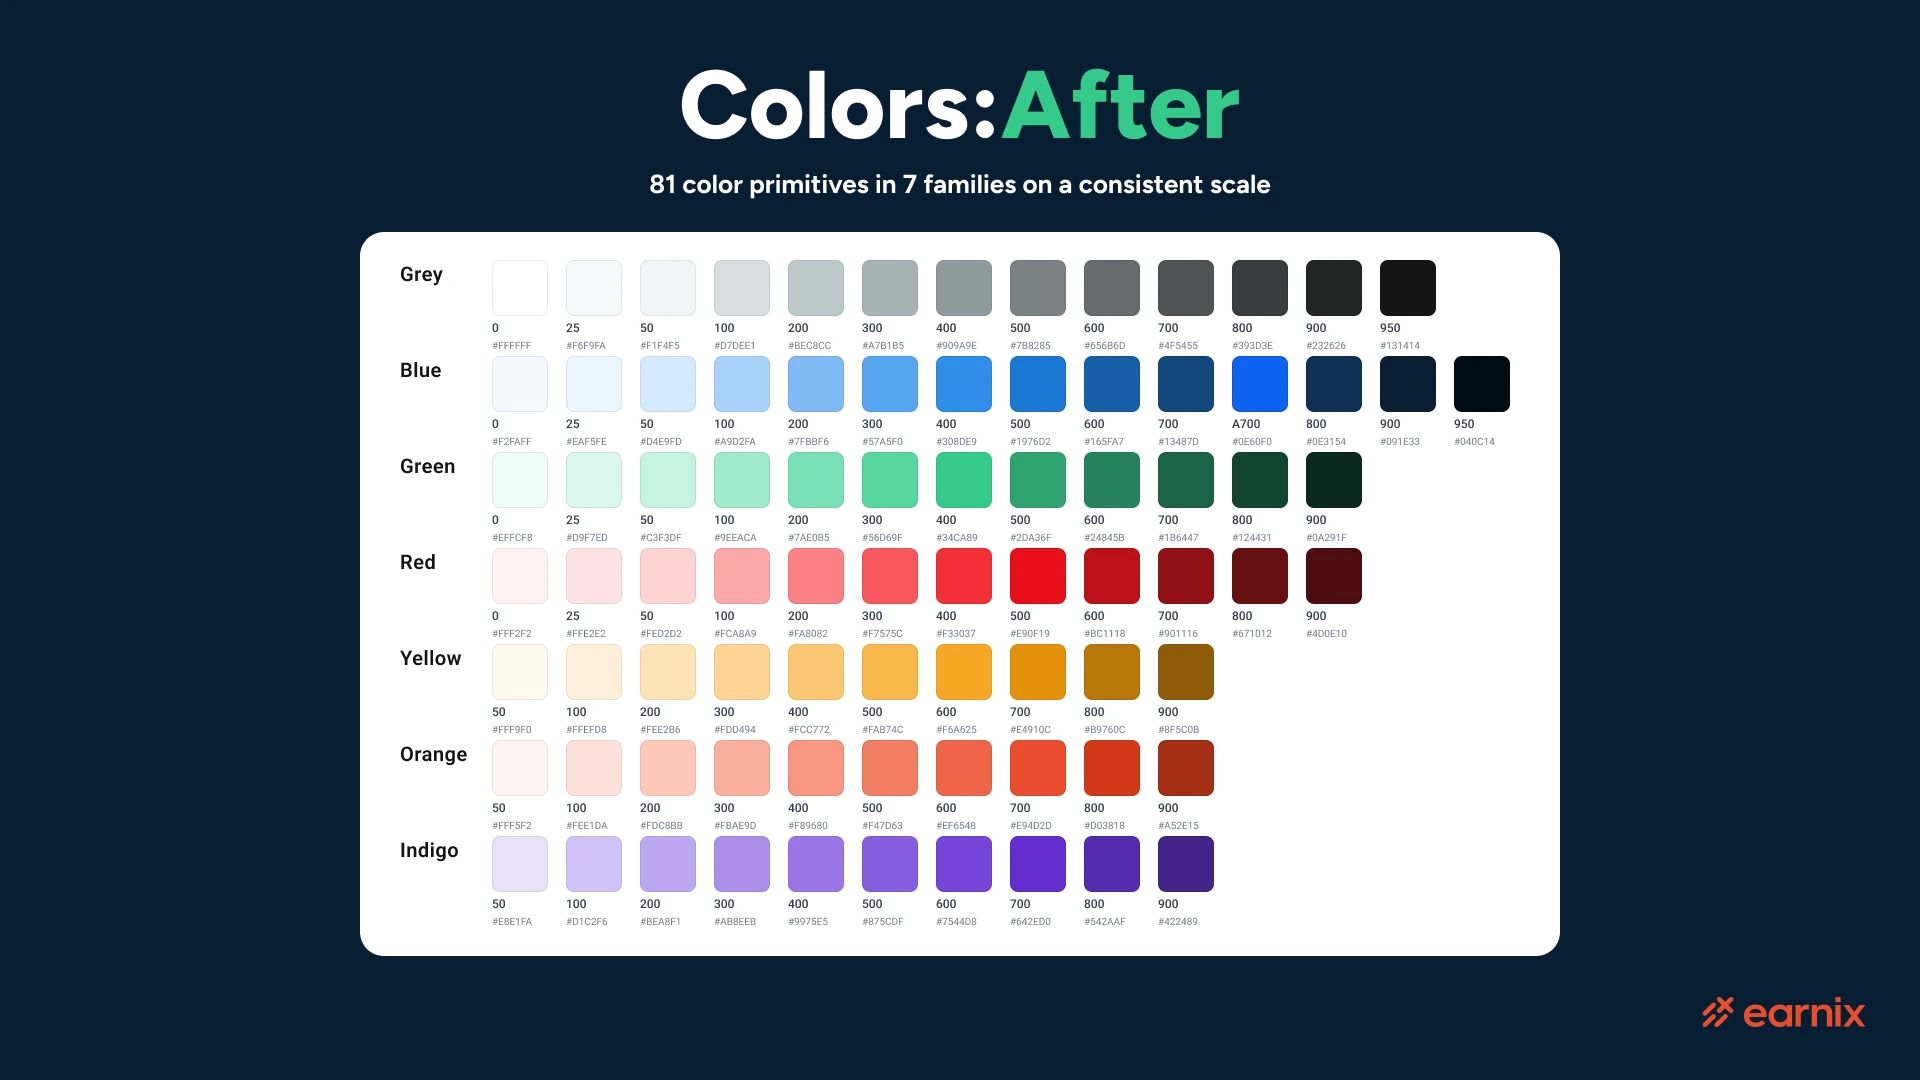 Colors:After
81 color primitives in 7 families on a consistent scale
Grey
0 25 50 100 200 300 400 500 600 700 800 900 950
#FFFFFF #F6F9FA #F1F4F5 #D7DEE1 #BEC8CC #A7B1B5 #909A9E #7B8285 #656B6D #4F5455 #393D3E #232626 #131414
Blue
0 25 50 100 200 300 400 500 600 700 A700 800 900 950
#F2FAFF #EAF5FE #D4E9FD #A9D2FA #7FBBF6 #57A5F0 #308DE9 #1976D2 #165FA7 #13487D #0E60F0 #0E3154 #091E33 #040C14
Green
0 25 50 100 200 300 400 500 600 700 800 900
#EFFCF8 #D9F7ED #C3F3DF #9EEACA #7AE0B5 #56D69F #34CA89 #2DA36F #24845B #1B6447 #124431 #0A291F
Red
0 25 50 100 200 300 400 500 600 700 800 900
#FFF2F2 #FFE2E2 #FED2D2 #FCA8A9 #FA8082 #F7575C #F33037 #E90F19 #BC1118 #901116 #671012 #4D0E10
Yellow
50 100 200 300 400 500 600 700 800 900
#FFF9F0 #FFEFD8 #FEE2B6 #FDD494 #FCC772 #FAB74C #F6A625 #E4910C #B9760C #8F5C0B
Orange
50 100 200 300 400 500 600 700 800 900
#FFF5F2 #FEE1DA #FDC8BB #FBAE9D #F89680 #F47D63 #EF6548 #E94D2D #D03818 #A52E15
Indigo
50 100 200 300 400 500 600 700 800 900
#E8E1FA #D1C2F6 #BEA8F1 #AB8EEB #9975E5 #875CDF #7544D8 #642ED0 #542AAF #422489
earnix